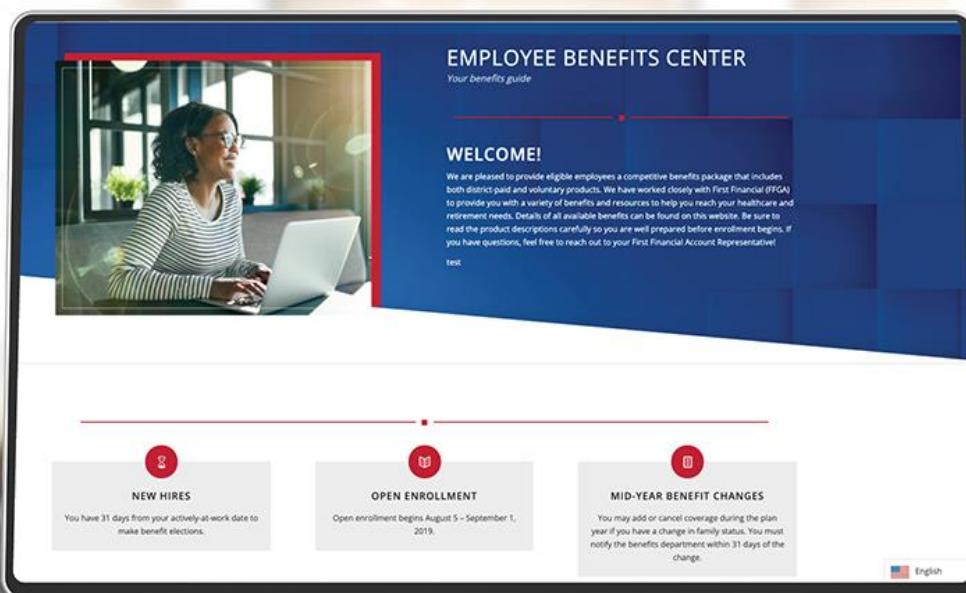 EMPLOYEE BENEFITS CENTER
Your benefits guide
WELCOME!
We are pleased to provide eligible employees a competitive benefits package that includes
both district-paid and voluntary products. We have worked closely with First Financial (FFGA)
to provide you with a variety of benefits and resources to help you reach your healthcare and
retirement needs. Details of all available benefits can be found on this website. Be sure to
read the product descriptions carefully so you are well prepared before enrollment begins. If
you have questions, feel free to reach out to your First Financial Account Representative!
test
NEW HIRES
You have 31 days from your actively-at-work date to
make benefit elections.
OPEN ENROLLMENT
Open enrollment begins August 5 – September 1,
2019.
MID-YEAR BENEFIT CHANGES
You may add or cancel coverage during the plan
year if you have a change in family status. You must
notify the benefits department within 31 days of the
change.
English